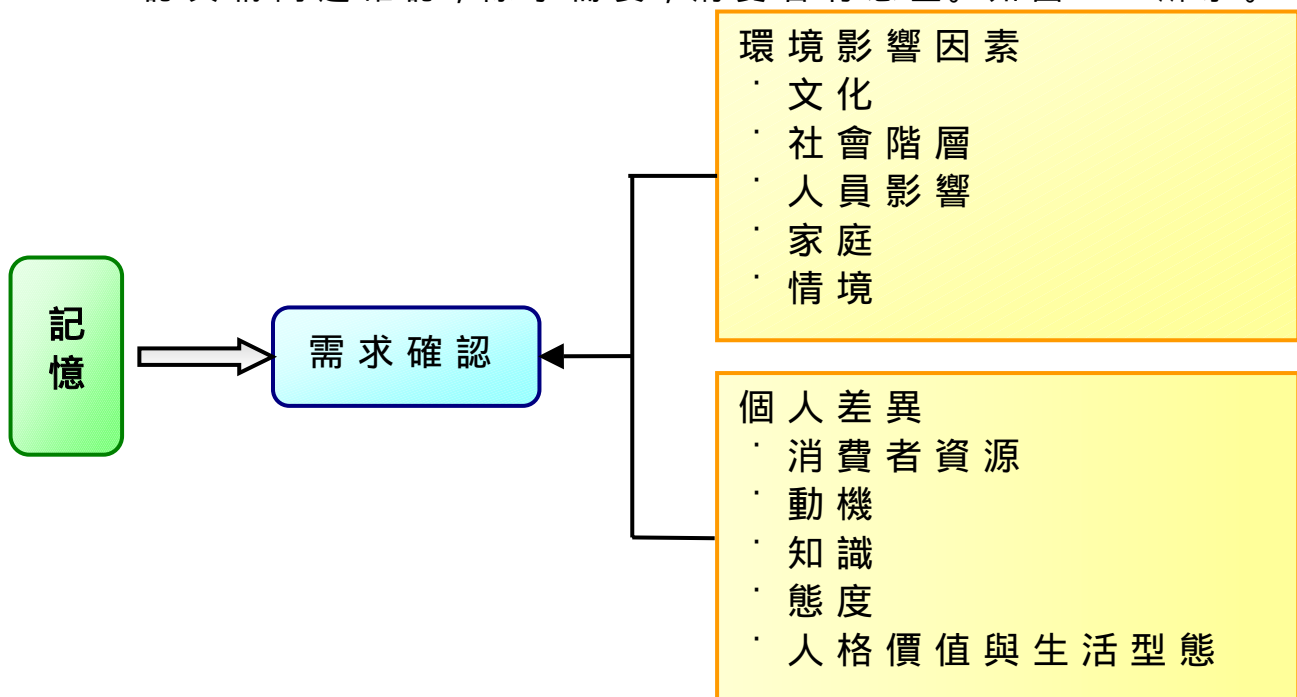 環境影響因素
˙文化
˙社會階層
˙人員影響
˙家庭
˙情境
記
憶
需求確認
個人差異
˙消費者資源
˙動機
˙知識
˙態度
˙人格價值與生活型態